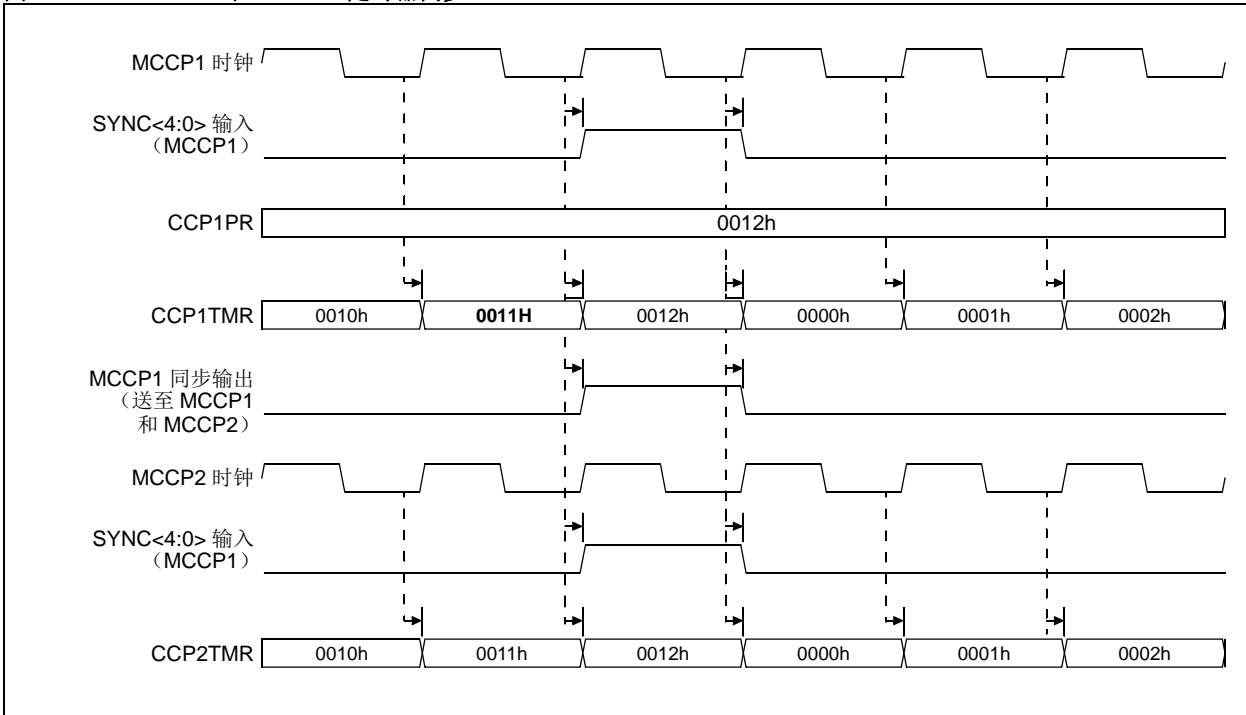 MCCP1 时钟
SYNC<4:0> 输入
（MCCP1）
CCP1PR
0012h
CCP1TMR
0010h
0011H
0012h
0000h
0001h
0002h
MCCP1 同步输出
（送至 MCCP1
和 MCCP2）
MCCP2 时钟
SYNC<4:0> 输入
（MCCP1）
CCP2TMR
0010h
0011h
0012h
0000h
0001h
0002h